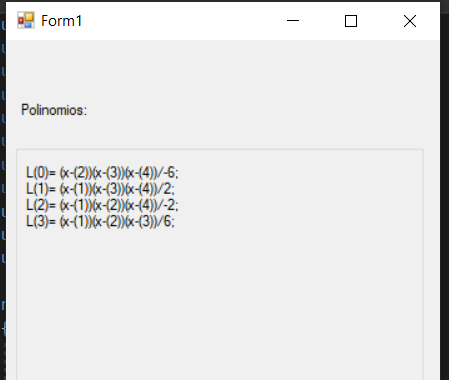 Form1
Polinomios:
L(0)= (x-(2))(x-(3))(x-(4))/-6;
L(1)= (x-(1))(x-(3))(x-(4))/2;
L(2)= (x-(1))(x-(2))(x-(4))/-2;
L(3)= (x-(1))(x-(2))(x-(3))/6;